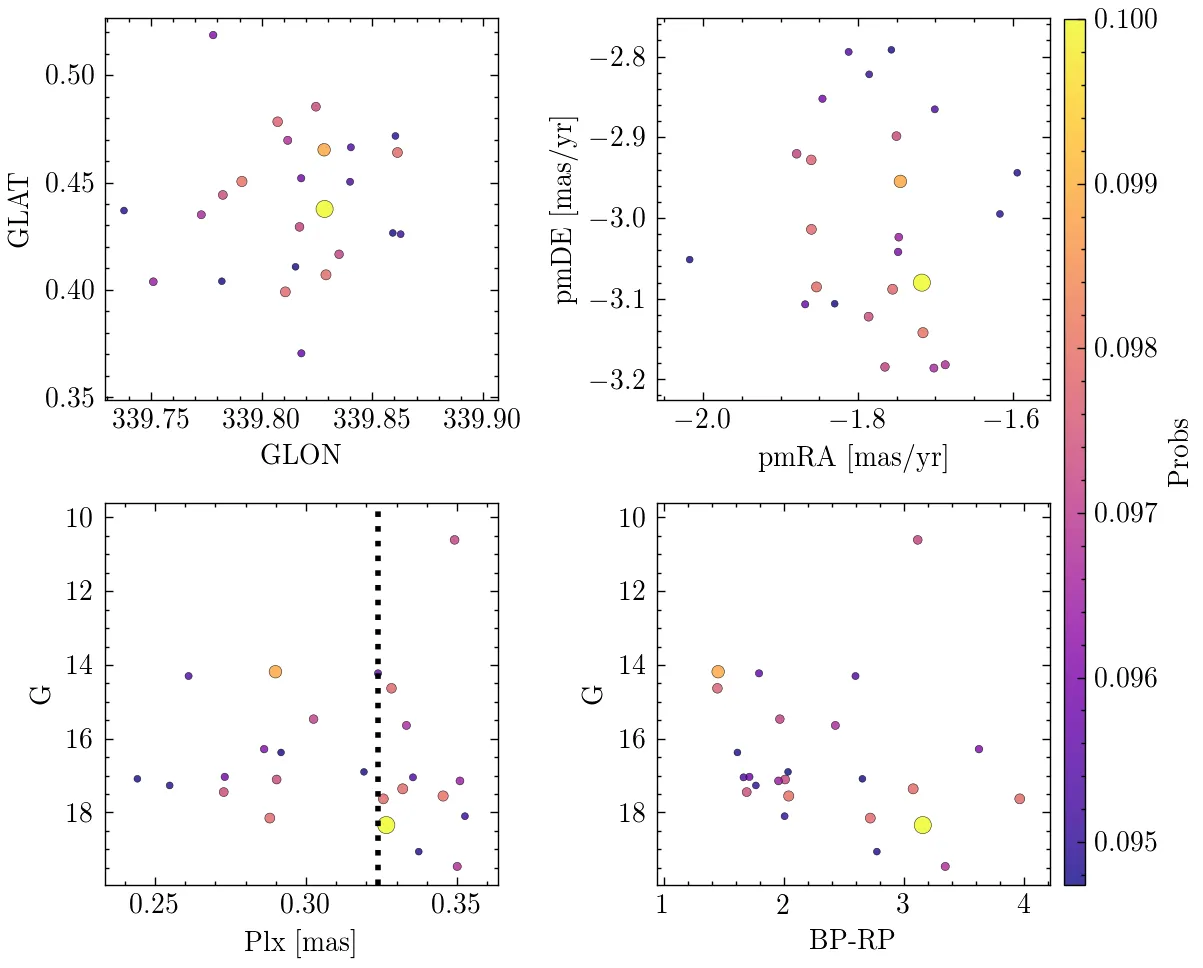 0.50
0.45
0.40
0.35
GLAT
339.75 339.80 339.85 339.90
GLON
−2.8
−2.9
−3.0
−3.1
−3.2
pmDE [mas/yr]
−2.0 −1.8 −1.6
pmRA [mas/yr]
10
12
14
16
18
G
0.25 0.30 0.35
Plx [mas]
10
12
14
16
18
G
1 2 3 4
BP-RP
0.100
0.099
0.098
0.097
0.096
0.095
Probs